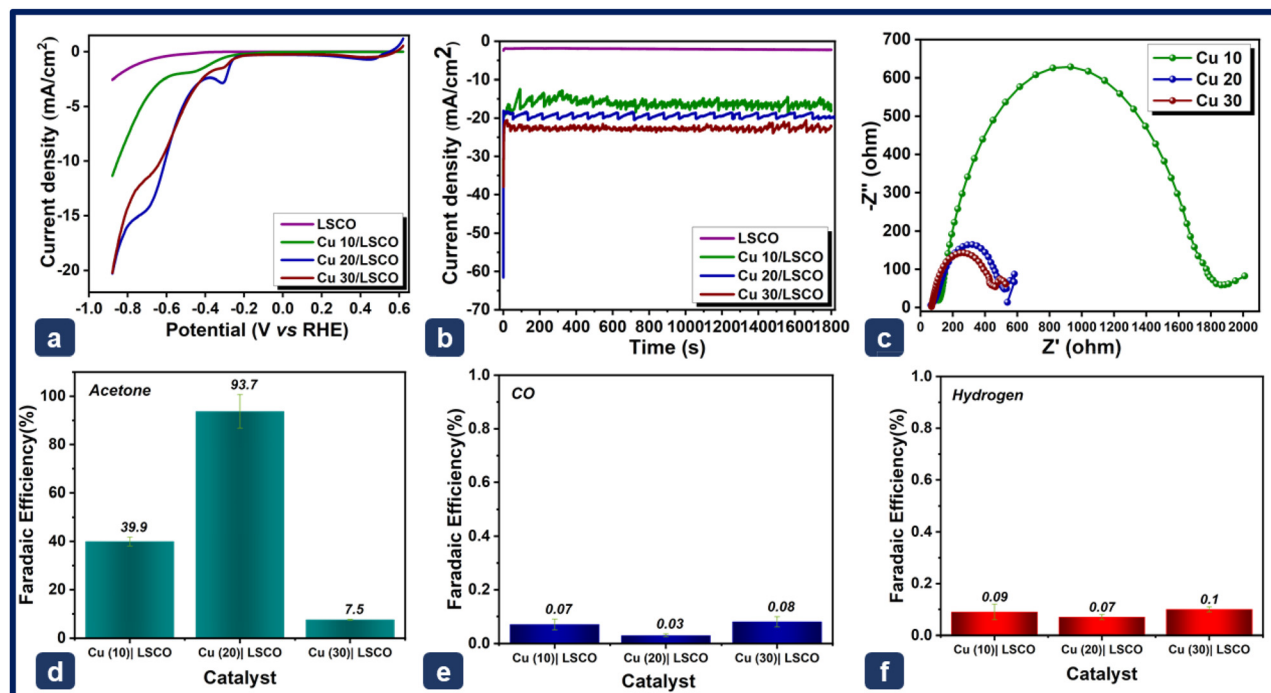 Current density (mA/cm²)
0
-5
-10
-15
-20
-1.0 -0.8 -0.6 -0.4 -0.2 0.0 0.2 0.4 0.6
Potential (V vs RHE)
LSCO
Cu 10/LSCO
Cu 20/LSCO
Cu 30/LSCO
a
Current density (mA/cm²)
0
-10
-20
-30
-40
-50
-60
-70
0 200 400 600 800 1000 1200 1400 1600 1800
Time (s)
LSCO
Cu 10/LSCO
Cu 20/LSCO
Cu 30/LSCO
b
-Z" (ohm)
700
600
500
400
300
200
100
0
200 400 600 800 1000 1200 1400 1600 1800 2000
Z' (ohm)
Cu 10
Cu 20
Cu 30
c
Faradaic Efficiency(%)
100
80
60
40
20
0
Acetone
39.9
93.7
7.5
Cu (10)| LSCO Cu (20)| LSCO Cu (30)| LSCO
Catalyst
d
Faradaic Efficiency(%)
1.0
0.8
0.6
0.4
0.2
0.0
CO
0.07
0.03
0.08
Cu (10)| LSCO Cu (20)| LSCO Cu (30)| LSCO
Catalyst
e
Faradaic Efficiency(%)
1.0
0.8
0.6
0.4
0.2
0.0
Hydrogen
0.09
0.07
0.1
Cu (10)| LSCO Cu (20)| LSCO Cu (30)| LSCO
Catalyst
f